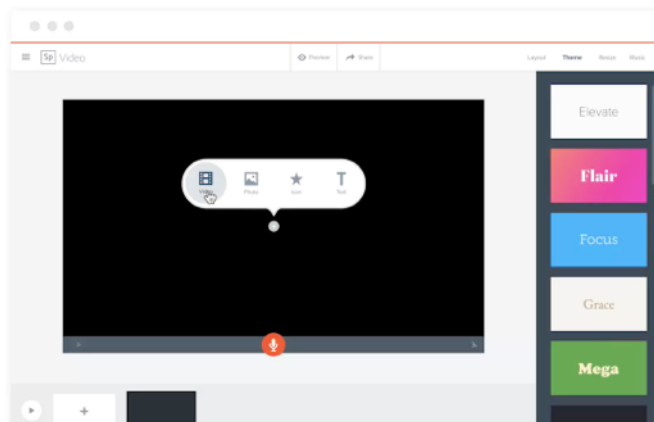 Sp Video
Preview
Share
Layout
Theme
Resize
Music
Elevate
Video
Photo
Icon
Text
Flair
Focus
Grace
Mega